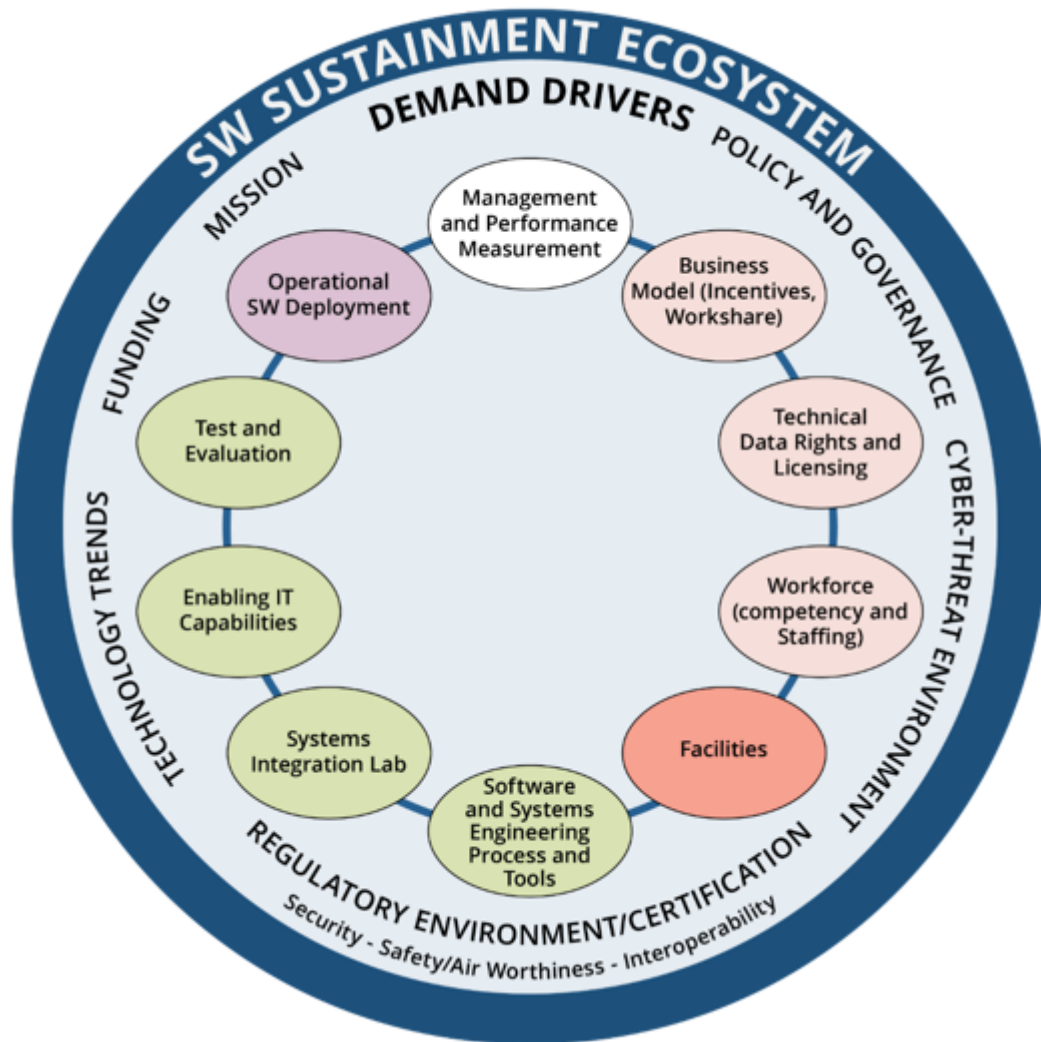 SW SUSTAINMENT ECOSYSTEM
DEMAND DRIVERS
MISSION
POLICY AND GOVERNANCE
Management
and Performance
Measurement
Operational
SW Deployment
Business
Model (Incentives,
Workshare)
FUNDING
Test and
Evaluation
Technical
Data Rights and
Licensing
CYBER-THREAT ENVIRONMENT
TECHNOLOGY TRENDS
Enabling IT
Capabilities
Workforce
(competency and
Staffing)
Systems
Integration Lab
Facilities
Software
and Systems
Engineering
Process and
Tools
REGULATORY ENVIRONMENT/CERTIFICATION
Security - Safety/Air Worthiness - Interoperability